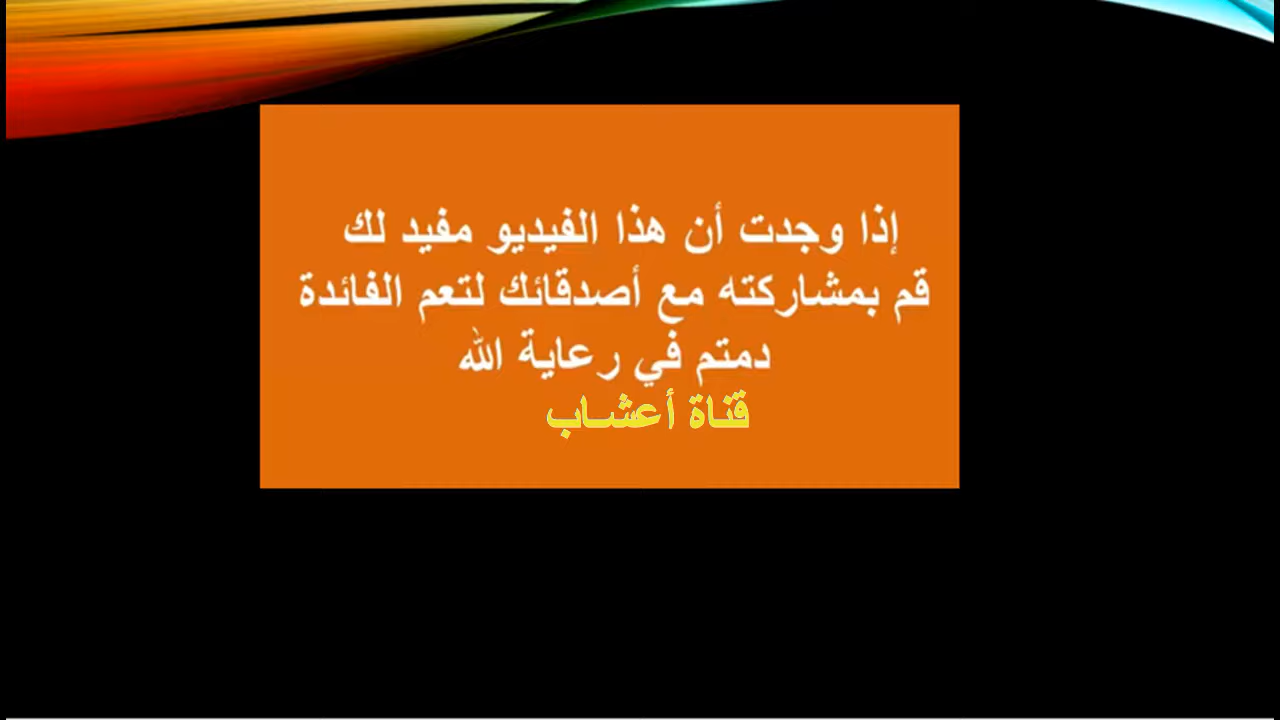 إذا وجدت أن هذا الفيديو مفيد لك
قم بمشاركته مع أصدقائك لتعم الفائدة
دمتم في رعاية الله
قناة أعشاب